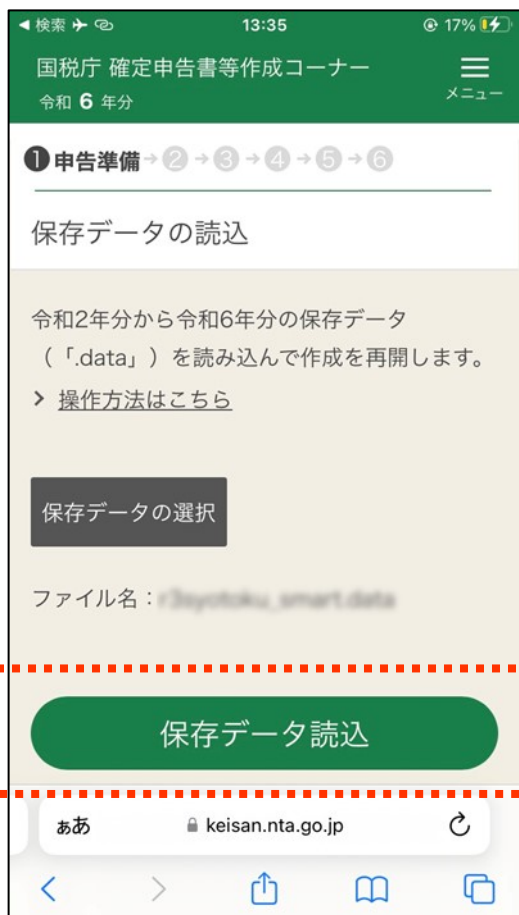 ◀検索
13:35
17%
国税庁 確定申告書等作成コーナー
令和 6 年分
メニュー
❶申告準備→②→③→④→⑤→⑥
保存データの読込
令和2年分から令和6年分の保存データ
（「.data」）を読み込んで作成を再開します。
> 操作方法はこちら
保存データの選択
ファイル名：
保存データ読込
ぁあ
keisan.nta.go.jp